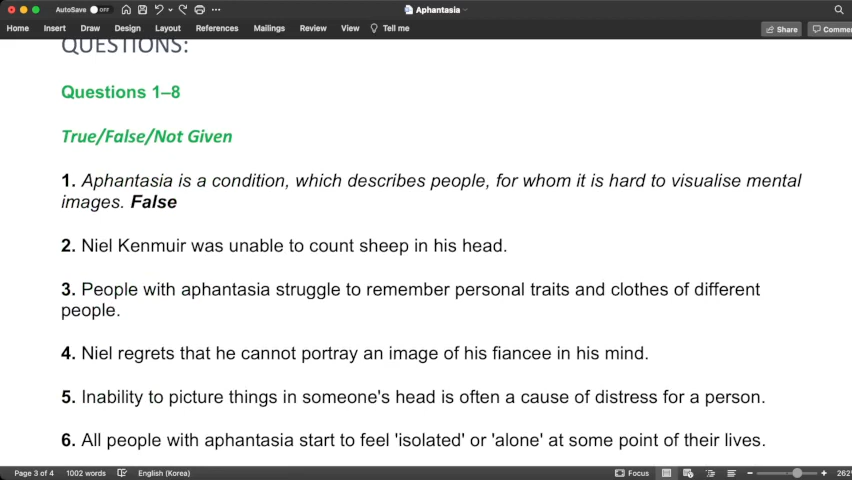 AutoSave OFF Aphantasia
Home Insert Draw Design Layout References Mailings Review View Tell me Share
QUESTIONS:
Questions 1–8
True/False/Not Given
1. Aphantasia is a condition, which describes people, for whom it is hard to visualise mental
images. False
2. Niel Kenmuir was unable to count sheep in his head.
3. People with aphantasia struggle to remember personal traits and clothes of different
people.
4. Niel regrets that he cannot portray an image of his fiancee in his mind.
5. Inability to picture things in someone's head is often a cause of distress for a person.
6. All people with aphantasia start to feel 'isolated' or 'alone' at some point of their lives.
Page 3 of 4 1002 words English (Korea) Focus